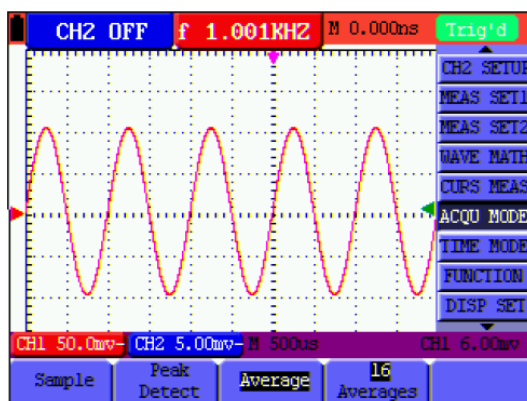 CH2 OFF f 1.001KHZ M 0.000ns Trig'd
CH2 SETUP
MEAS SET1
MEAS SET2
WAVE MATH
CURS MEAS
ACQU MODE
TIME MODE
FUNCTION
DISP SET
CH1 50.0mv- CH2 5.00mv- M 500us CH1 6.00mv
Sample
Peak
Detect
Average
16
Averages